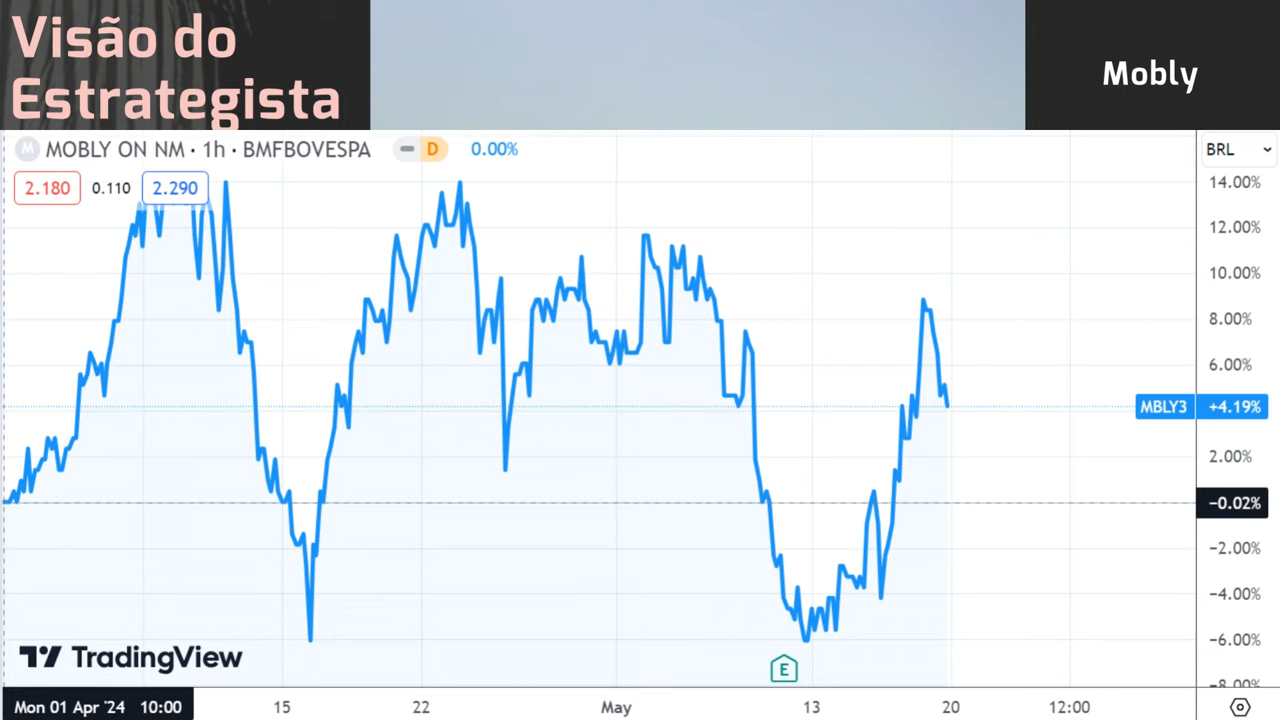 Visão do
Estrategista
Mobly
M MOBLY ON NM · 1h · BMFBOVESPA D 0.00% BRL
2.180 0.110 2.290
14.00%
12.00%
10.00%
8.00%
6.00%
MBLY3 +4.19%
2.00%
−0.02%
−2.00%
−4.00%
−6.00%
−8.00%
TradingView
E
Mon 01 Apr '24 10:00 15 22 May 13 20 12:00